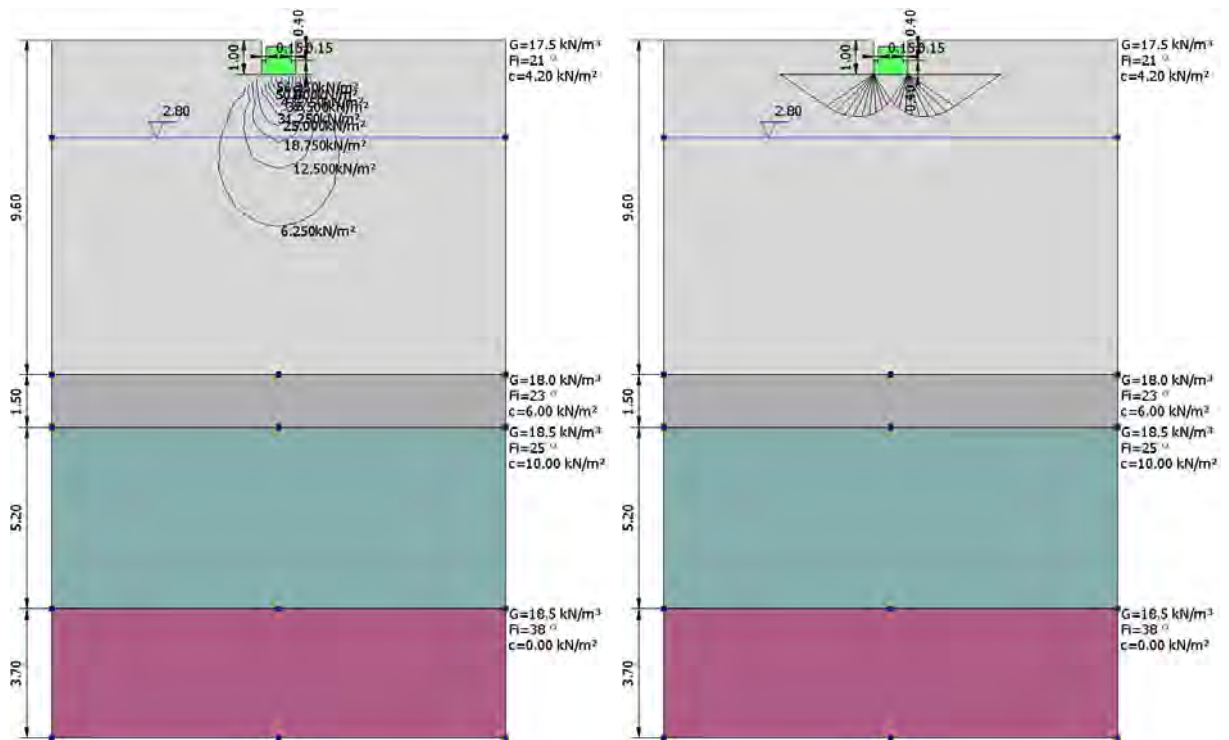 0.40
1.00
0.15 0.15
G=17.5 kN/m³
Fi=21 °
c=4.20 kN/m²
31.250kN/m²
25.000kN/m²
18.750kN/m²
12.500kN/m²
6.250kN/m²
2.80
9.60
G=18.0 kN/m³
Fi=23 °
c=6.00 kN/m²
1.50
G=18.5 kN/m³
Fi=25 °
c=10.00 kN/m²
5.20
G=18.5 kN/m³
Fi=38 °
c=0.00 kN/m²
3.70
0.40
1.00
0.15 0.15
0.40
G=17.5 kN/m³
Fi=21 °
c=4.20 kN/m²
2.80
9.60
G=18.0 kN/m³
Fi=23 °
c=6.00 kN/m²
1.50
G=18.5 kN/m³
Fi=25 °
c=10.00 kN/m²
5.20
G=18.5 kN/m³
Fi=38 °
c=0.00 kN/m²
3.70